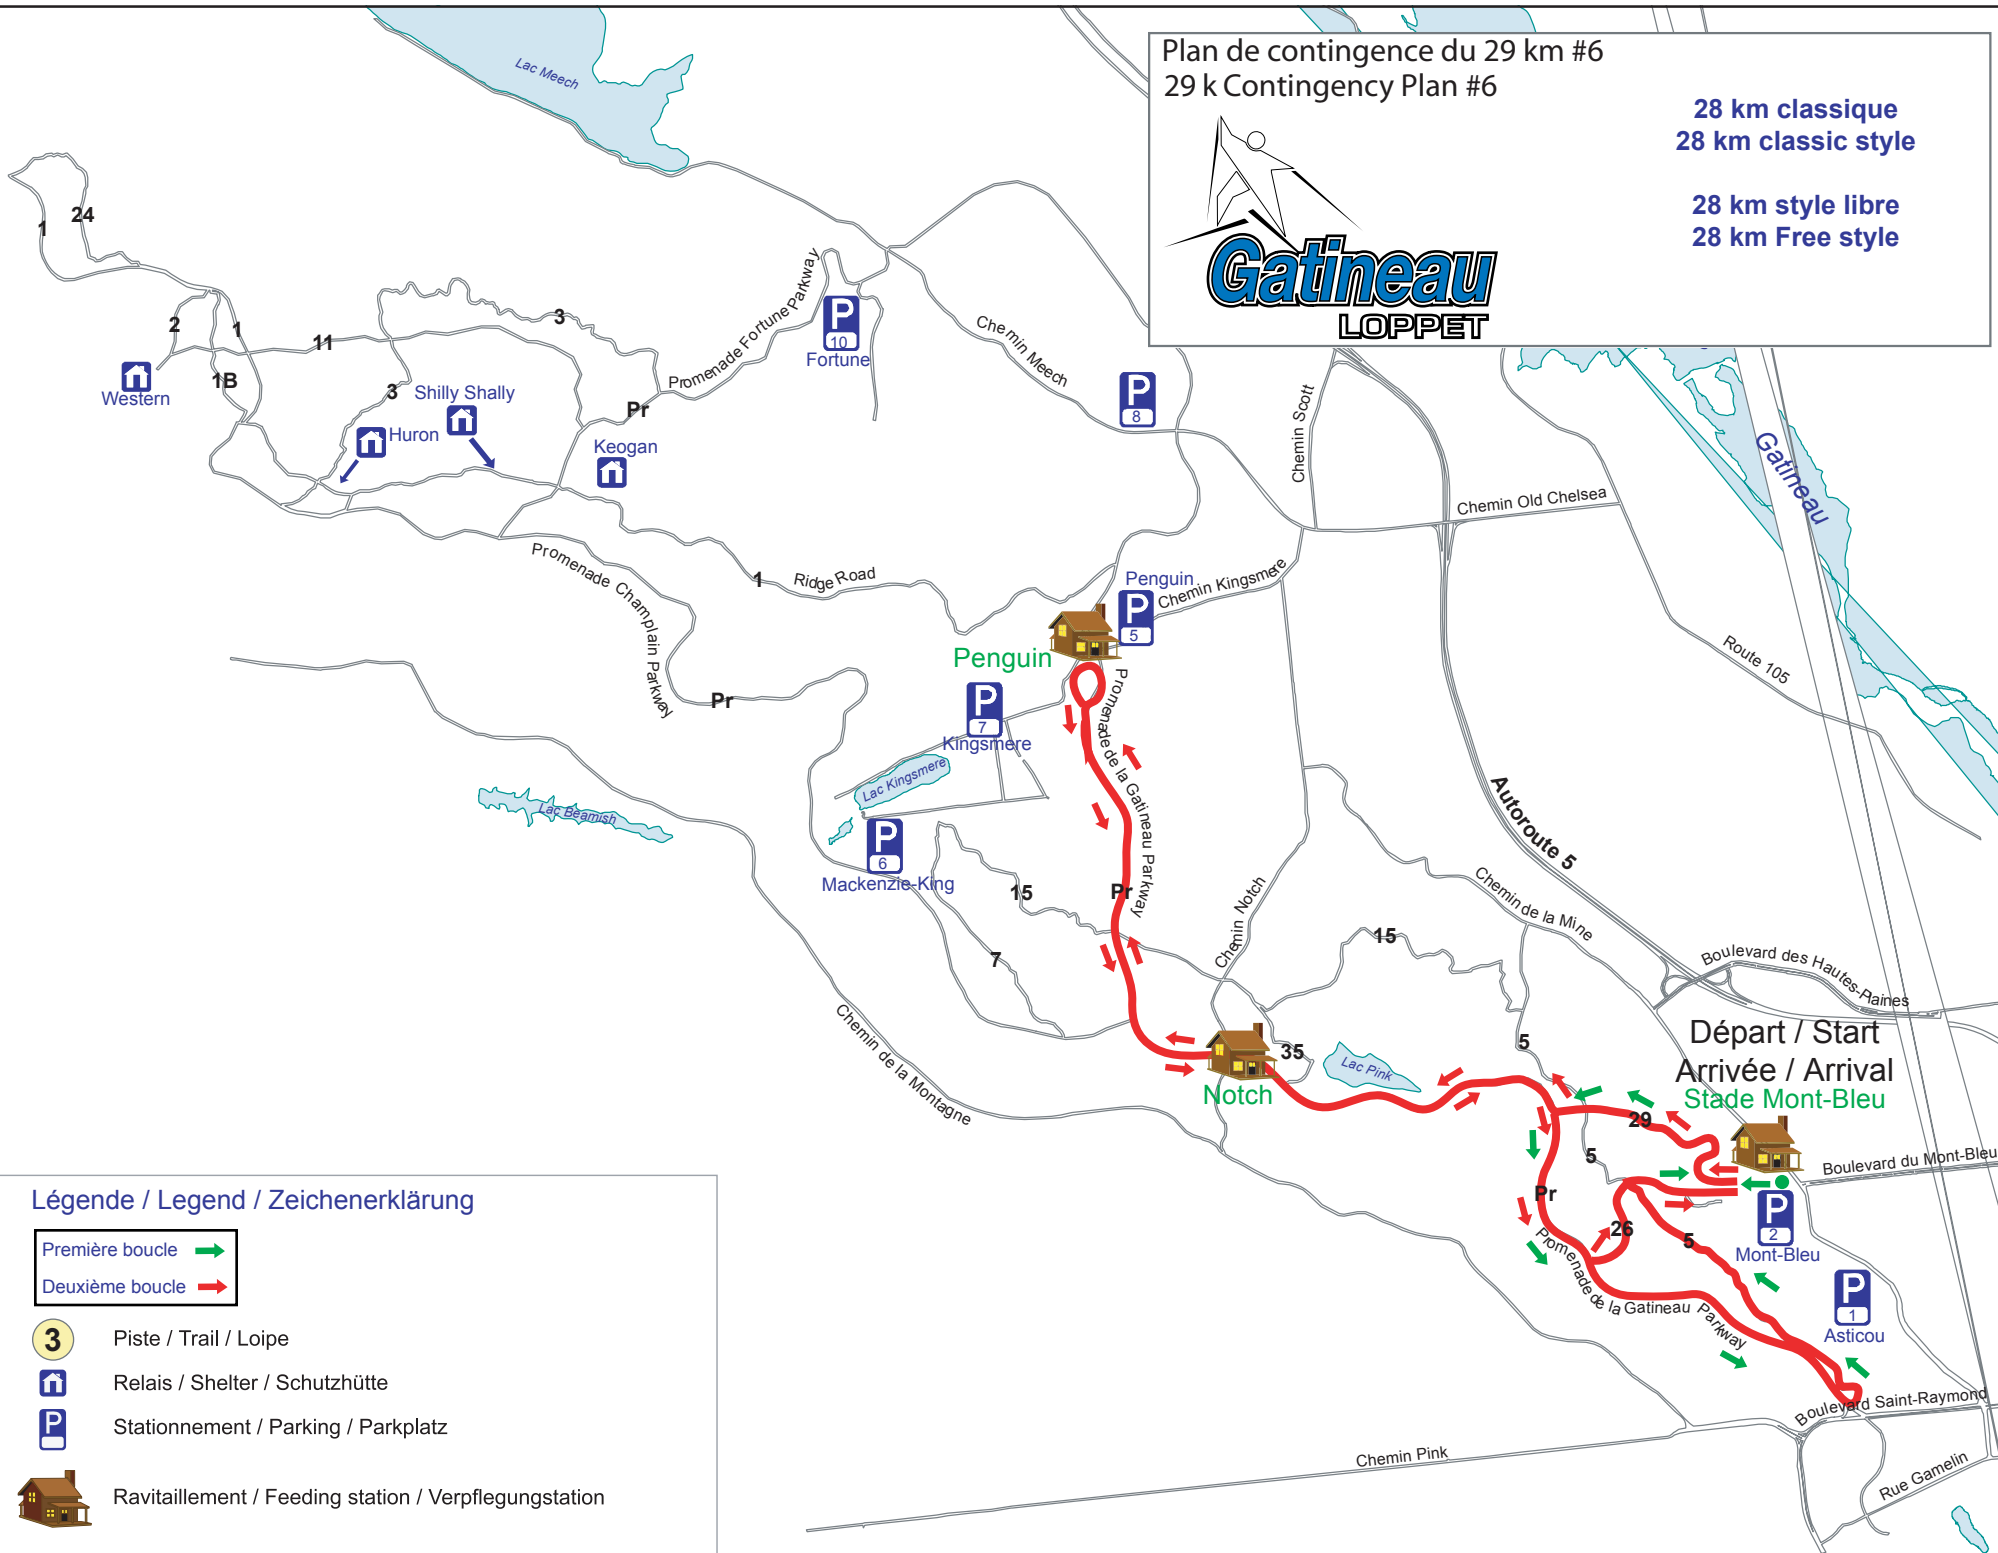 Plan de contingence du 29 km #6
29 k Contingency Plan #6
28 km classique
28 km classic style
28 km style libre
28 km Free style
Gatineau
LOPPET
Lac Meech
24
1
2
1
11
3
1B
3
Western
Huron
Shilly Shally
Keogan
Pr
Promenade Fortune Parkway
P
10
Fortune
Chemin Meech
P
8
Chemin Scott
Chemin Old Chelsea
Gatineau
Route 105
Promenade Champlain Parkway
1
Ridge Road
Penguin
P
5
Chemin Kingsmere
Penguin
Pr
P
7
Kingsmere
Lac Kingsmere
Promenade de la Gatineau Parkway
Lac Beamish
P
6
Mackenzie-King
15
Pr
7
Chemin Notch
15
Autoroute 5
Chemin de la Mine
Boulevard des Hautes-Plaines
Chemin de la Montagne
Notch
35
Lac Pink
5
Départ / Start
Arrivée / Arrival
Stade Mont-Bleu
29
5
Boulevard du Mont-Bleu
Pr
26
5
P
2
Mont-Bleu
Promenade de la Gatineau Parkway
P
1
Asticou
Boulevard Saint-Raymond
Chemin Pink
Rue Gamelin
Légende / Legend / Zeichenerklärung
Première boucle
Deuxième boucle
3
Piste / Trail / Loipe
Relais / Shelter / Schutzhütte
P
Stationnement / Parking / Parkplatz
Ravitaillement / Feeding station / Verpflegungstation